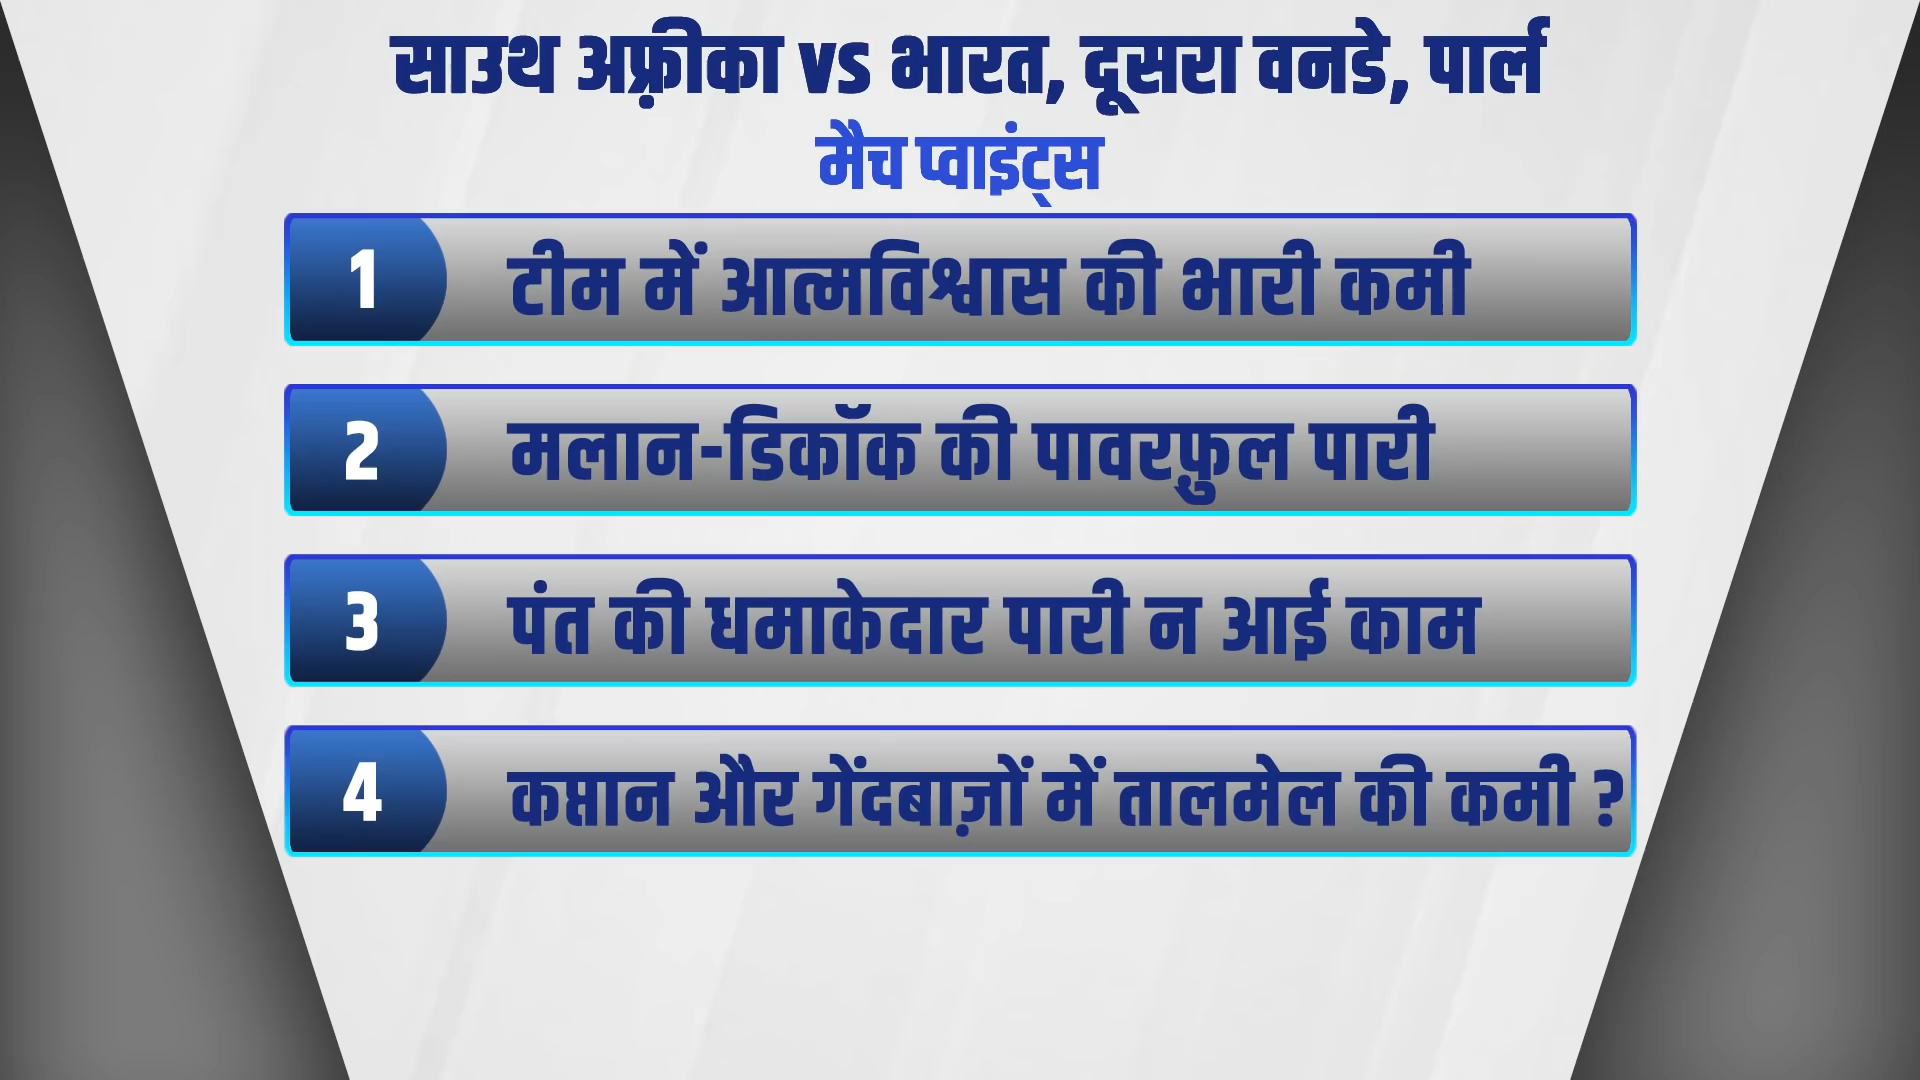 साउथ अफ़्रीका vs भारत, दूसरा वनडे, पार्ल
मैच प्वाइंट्स
1 टीम में आत्मविश्वास की भारी कमी
2 मलान-डिकॉक की पावरफ़ुल पारी
3 पंत की धमाकेदार पारी न आई काम
4 कप्तान और गेंदबाज़ों में तालमेल की कमी ?